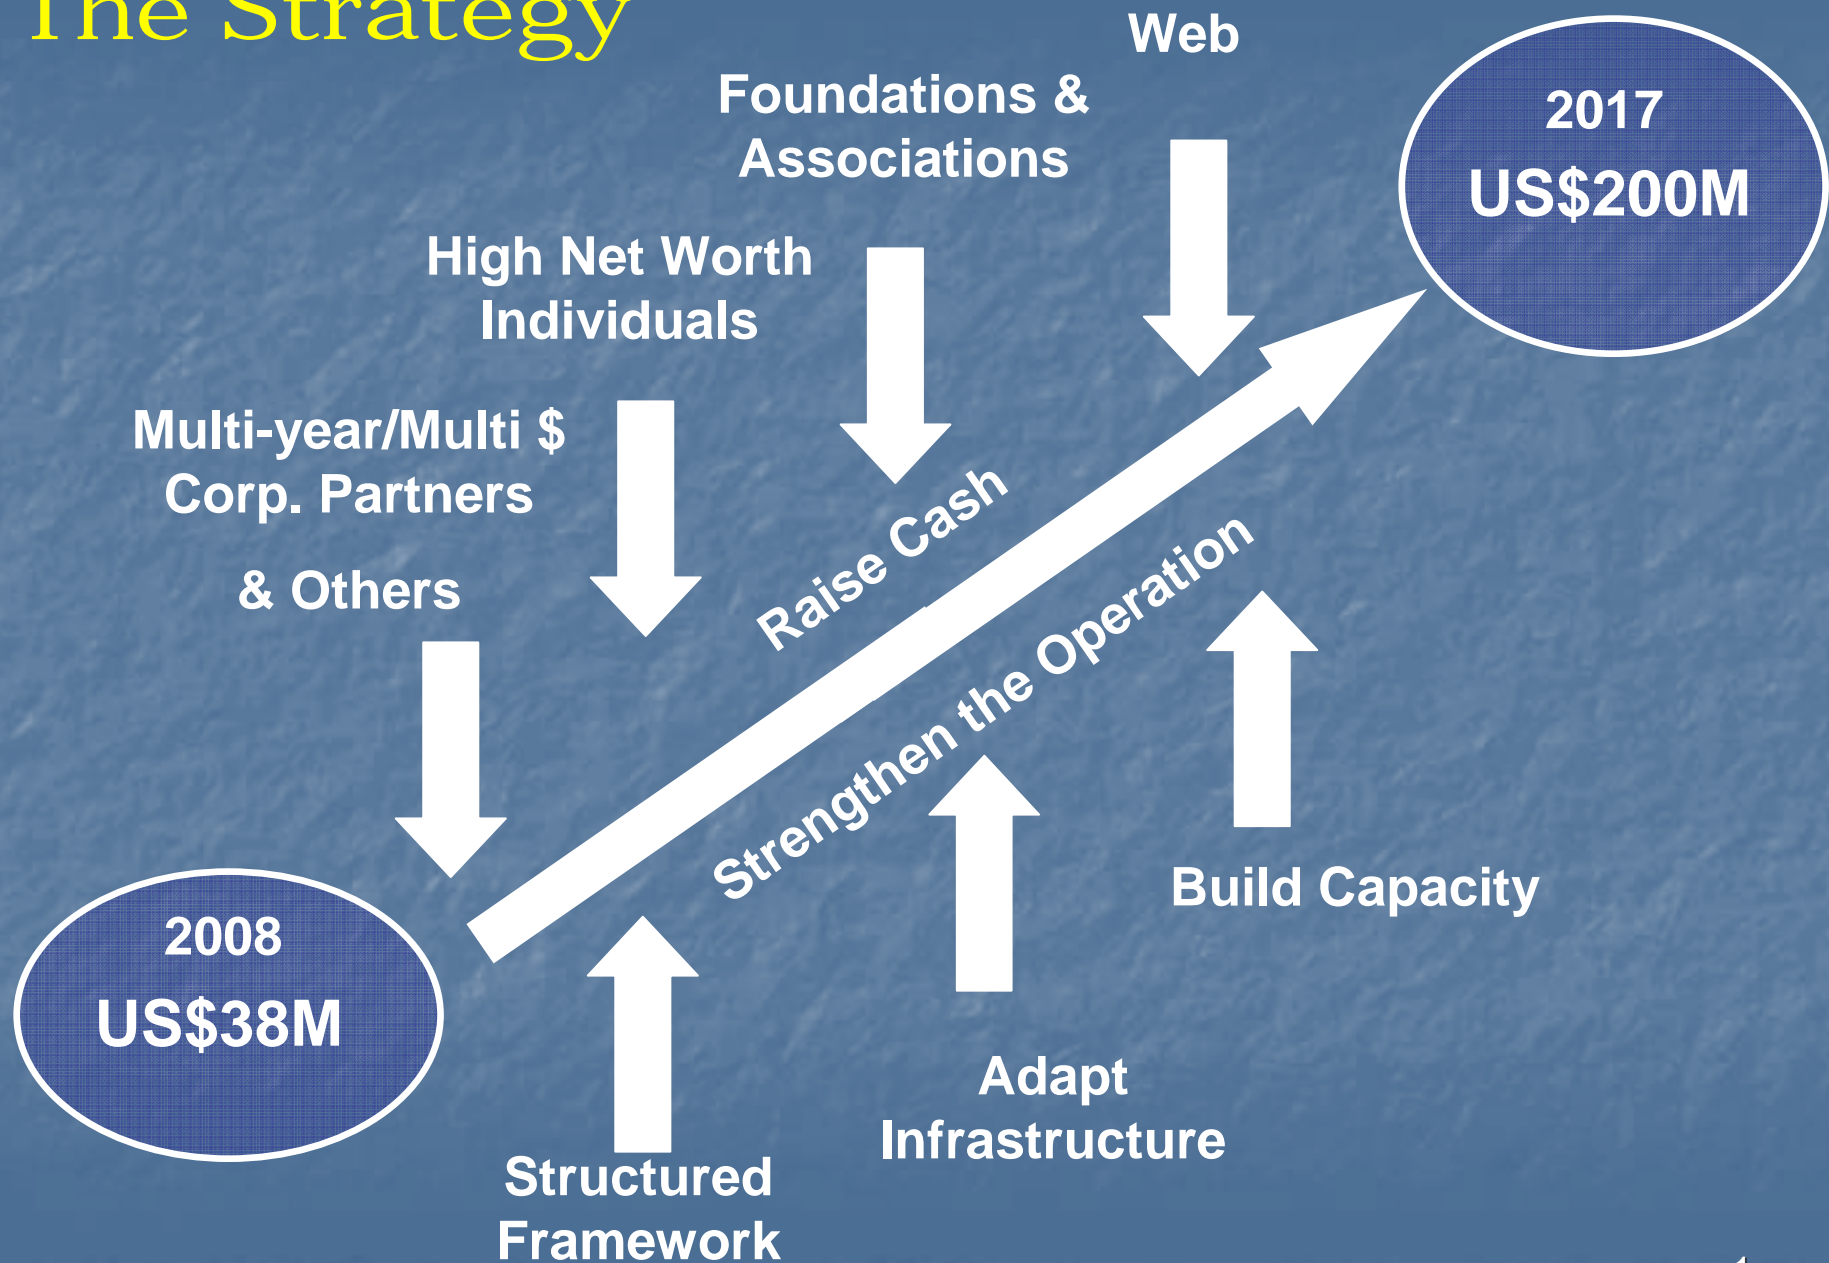 The Strategy
Web
Foundations &
Associations
2017
US$200M
High Net Worth
Individuals
Multi-year/Multi $
Corp. Partners
& Others
Raise Cash
Strengthen the Operation
Build Capacity
2008
US$38M
Adapt
Infrastructure
Structured
Framework